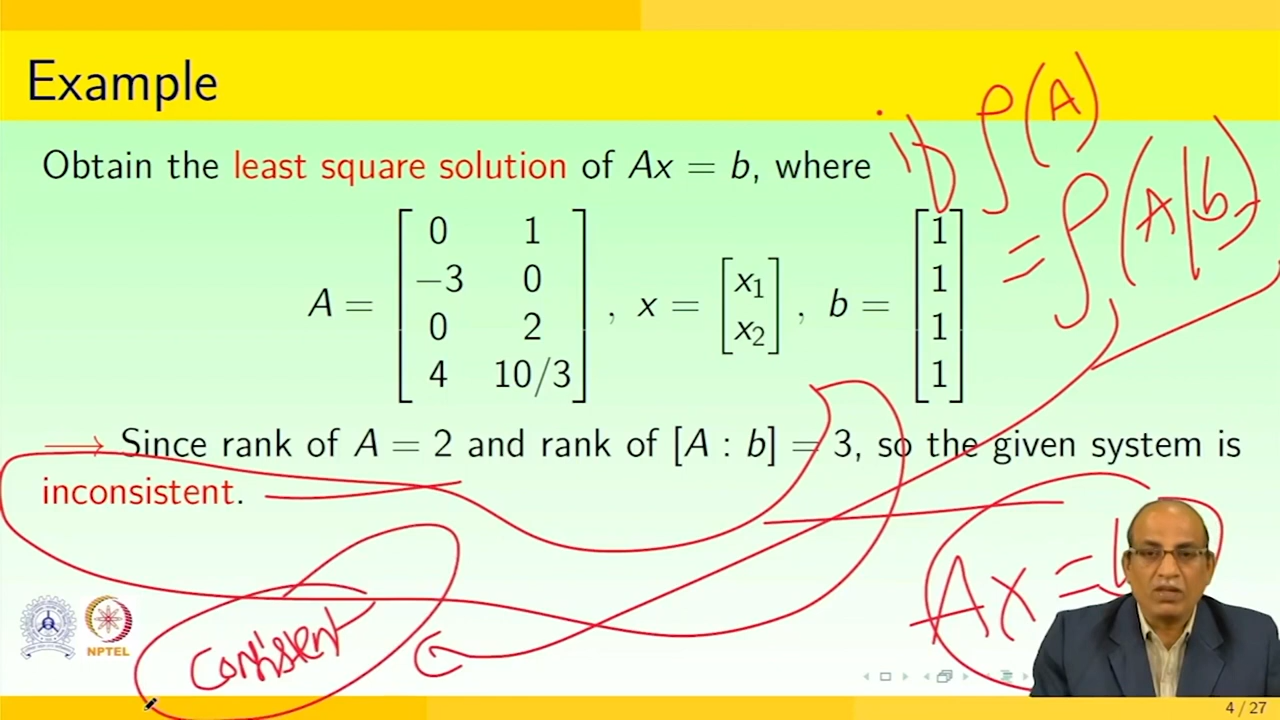 Example
Obtain the least square solution of Ax = b, where
if ρ(A)
= ρ(A|b)
A = [0 1; −3 0; 0 2; 4 10/3], x = [x₁; x₂], b = [1; 1; 1; 1]
⟹ Since rank of A = 2 and rank of [A : b] = 3, so the given system is
inconsistent.
Ax = b
consistent
NPTEL
4 / 27